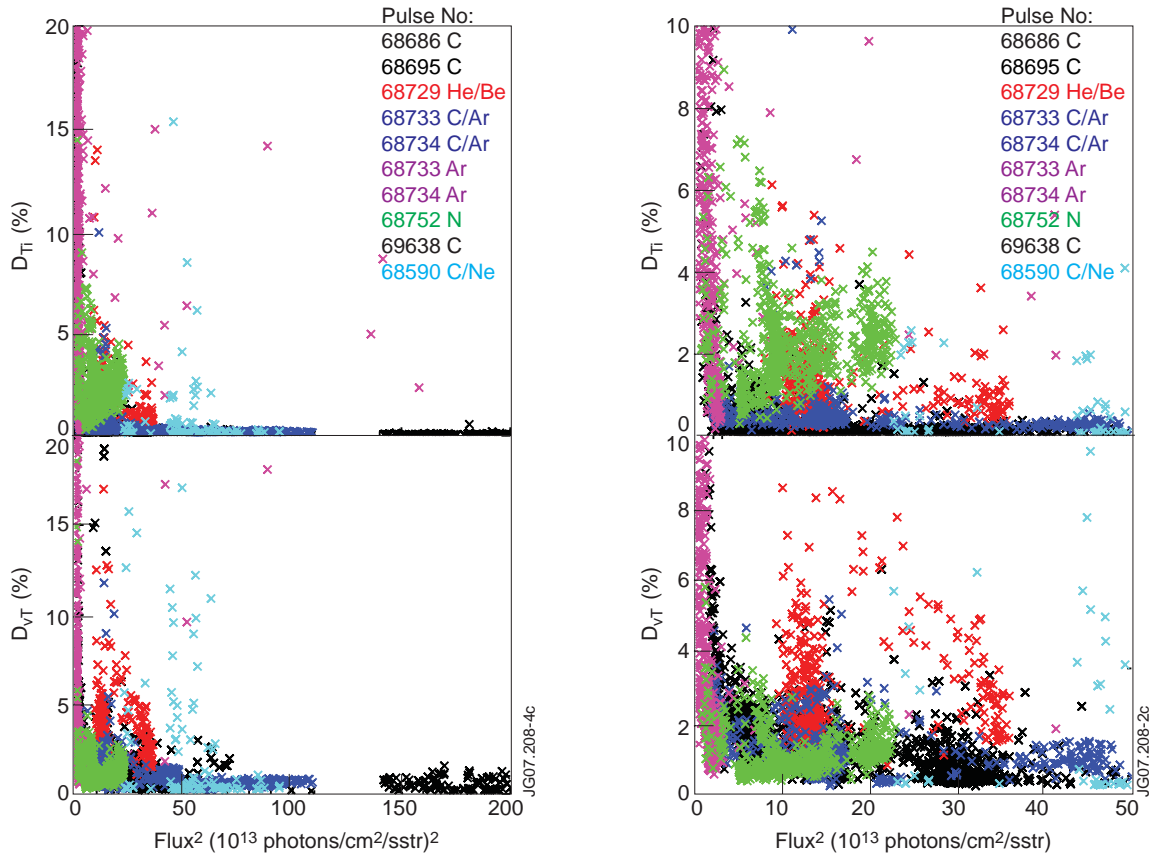 Pulse No:
68686 C
68695 C
68729 He/Be
68733 C/Ar
68734 C/Ar
68733 Ar
68734 Ar
68752 N
69638 C
68590 C/Ne
20
15
10
5
0
D_Ti (%)
20
15
10
5
0
D_vT (%)
0
50
100
150
200
Flux² (10¹³ photons/cm²/sstr)²
JG07.208-4c
Pulse No:
68686 C
68695 C
68729 He/Be
68733 C/Ar
68734 C/Ar
68733 Ar
68734 Ar
68752 N
69638 C
68590 C/Ne
10
8
6
4
2
0
D_Ti (%)
10
8
6
4
2
0
D_vT (%)
0
10
20
30
40
50
Flux² (10¹³ photons/cm²/sstr)
JG07.208-2c